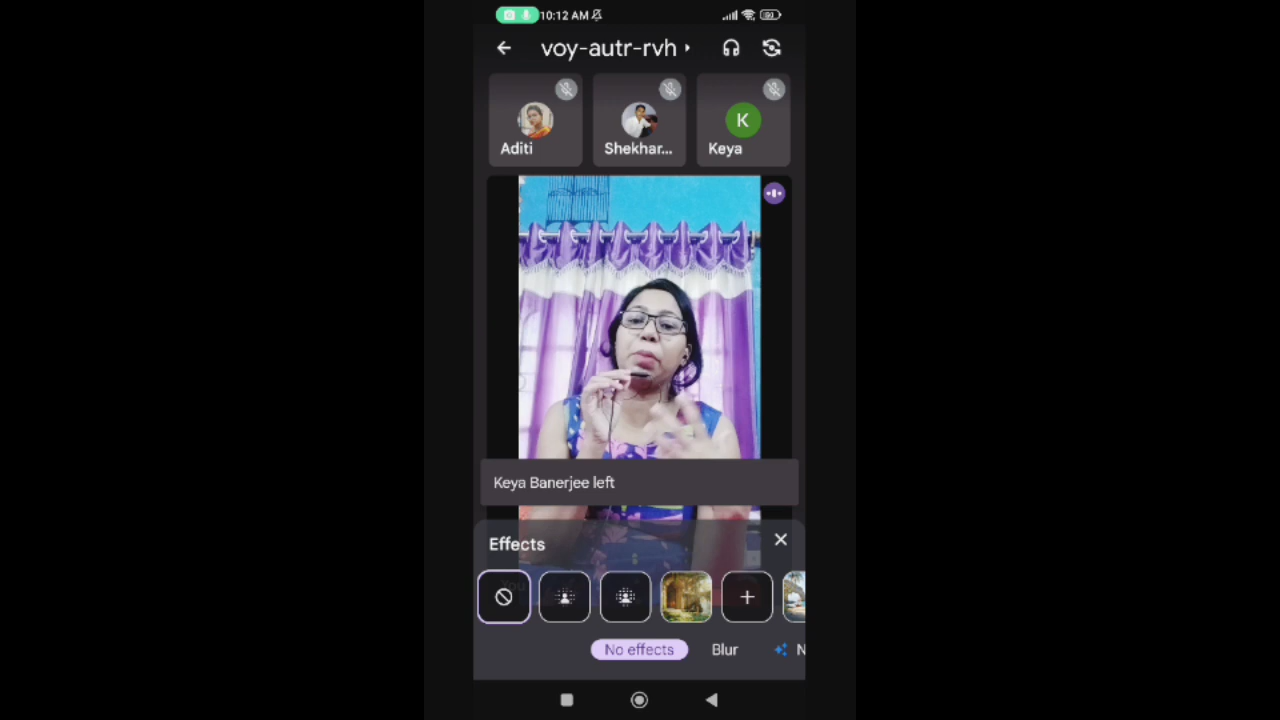 10:12 AM
voy-autr-rvh
K
Aditi
Shekhar...
Keya
Keya Banerjee left
Effects
No effects
Blur
N